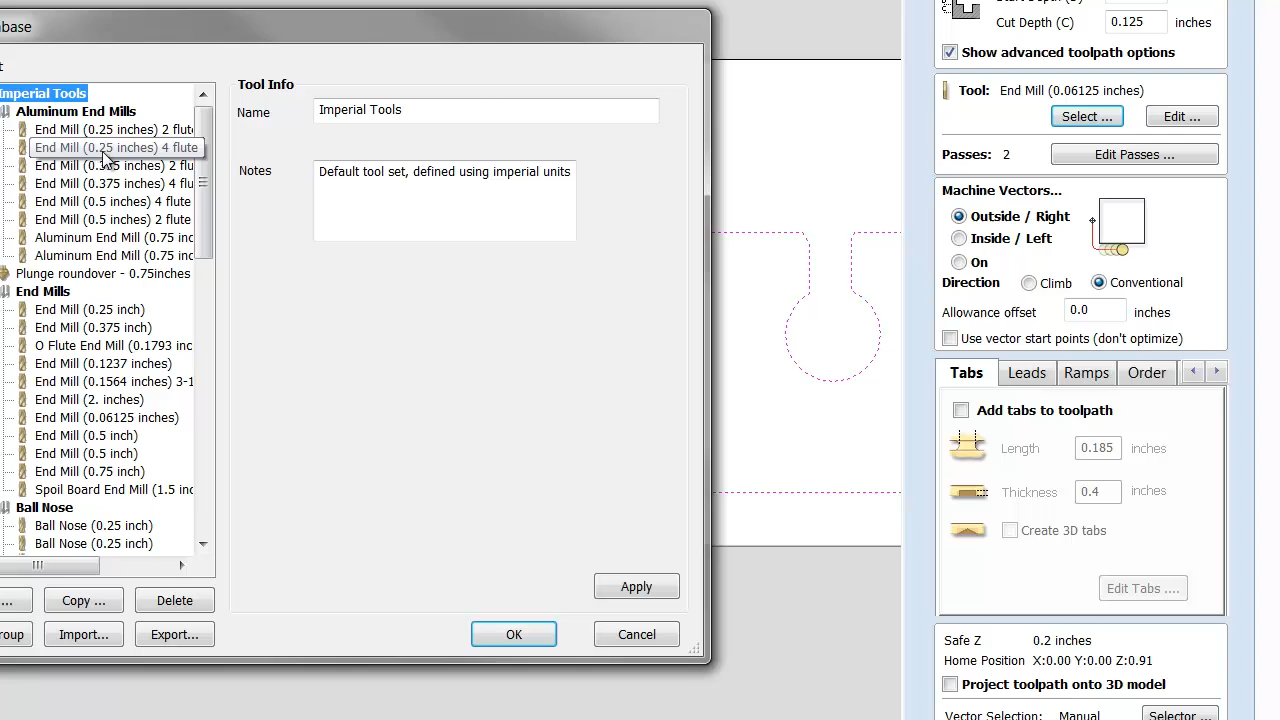 base
t
Imperial Tools
Aluminum End Mills
End Mill (0.25 inches) 2 flut
End Mill (0.25 inches) 4 flute
End Mill (0.375 inches) 2 flu
End Mill (0.375 inches) 4 flu
End Mill (0.5 inches) 4 flute
End Mill (0.5 inches) 2 flute
Aluminum End Mill (0.75 inc
Aluminum End Mill (0.75 inc
Plunge roundover - 0.75inches
End Mills
End Mill (0.25 inch)
End Mill (0.375 inch)
O Flute End Mill (0.1793 inc
End Mill (0.1237 inches)
End Mill (0.1564 inches) 3-1
End Mill (2. inches)
End Mill (0.06125 inches)
End Mill (0.5 inch)
End Mill (0.5 inch)
End Mill (0.75 inch)
Spoil Board End Mill (1.5 inc
Ball Nose
Ball Nose (0.25 inch)
Ball Nose (0.25 inch)
... Copy ... Delete
roup Import... Export...
Tool Info
Name Imperial Tools
Notes Default tool set, defined using imperial units
Apply
OK Cancel
Cut Depth (C) 0.125 inches
Show advanced toolpath options
Tool: End Mill (0.06125 inches)
Select ... Edit ...
Passes: 2 Edit Passes ...
Machine Vectors...
Outside / Right
Inside / Left
On
Direction Climb Conventional
Allowance offset 0.0 inches
Use vector start points (don't optimize)
Tabs Leads Ramps Order
Add tabs to toolpath
Length 0.185 inches
Thickness 0.4 inches
Create 3D tabs
Edit Tabs ....
Safe Z 0.2 inches
Home Position X:0.00 Y:0.00 Z:0.91
Project toolpath onto 3D model
Vector Selection: Manual Selector ...